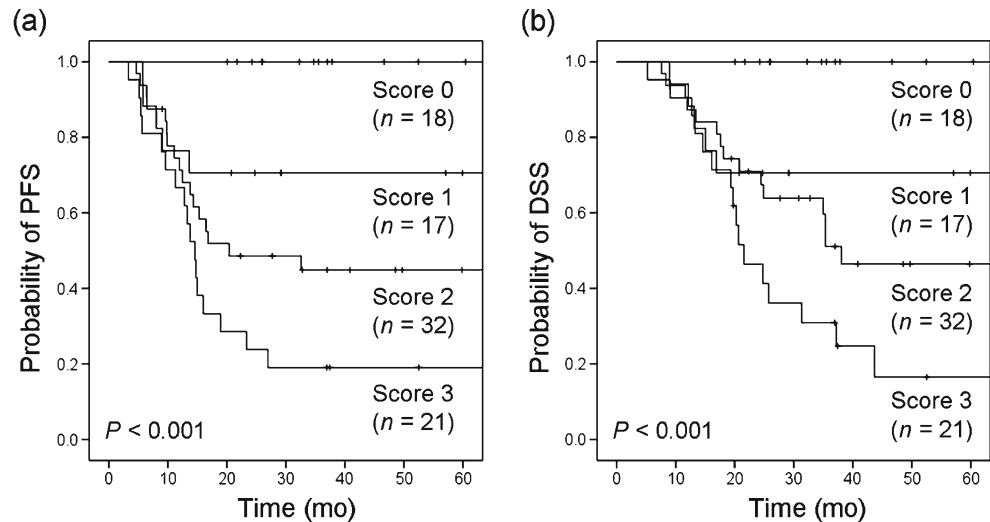 (a)
Probability of PFS
1.0
0.8
0.6
0.4
0.2
0.0
Score 0
(n = 18)
Score 1
(n = 17)
Score 2
(n = 32)
Score 3
(n = 21)
P < 0.001
0 10 20 30 40 50 60
Time (mo)
(b)
Probability of DSS
1.0
0.8
0.6
0.4
0.2
0.0
Score 0
(n = 18)
Score 1
(n = 17)
Score 2
(n = 32)
Score 3
(n = 21)
P < 0.001
0 10 20 30 40 50 60
Time (mo)